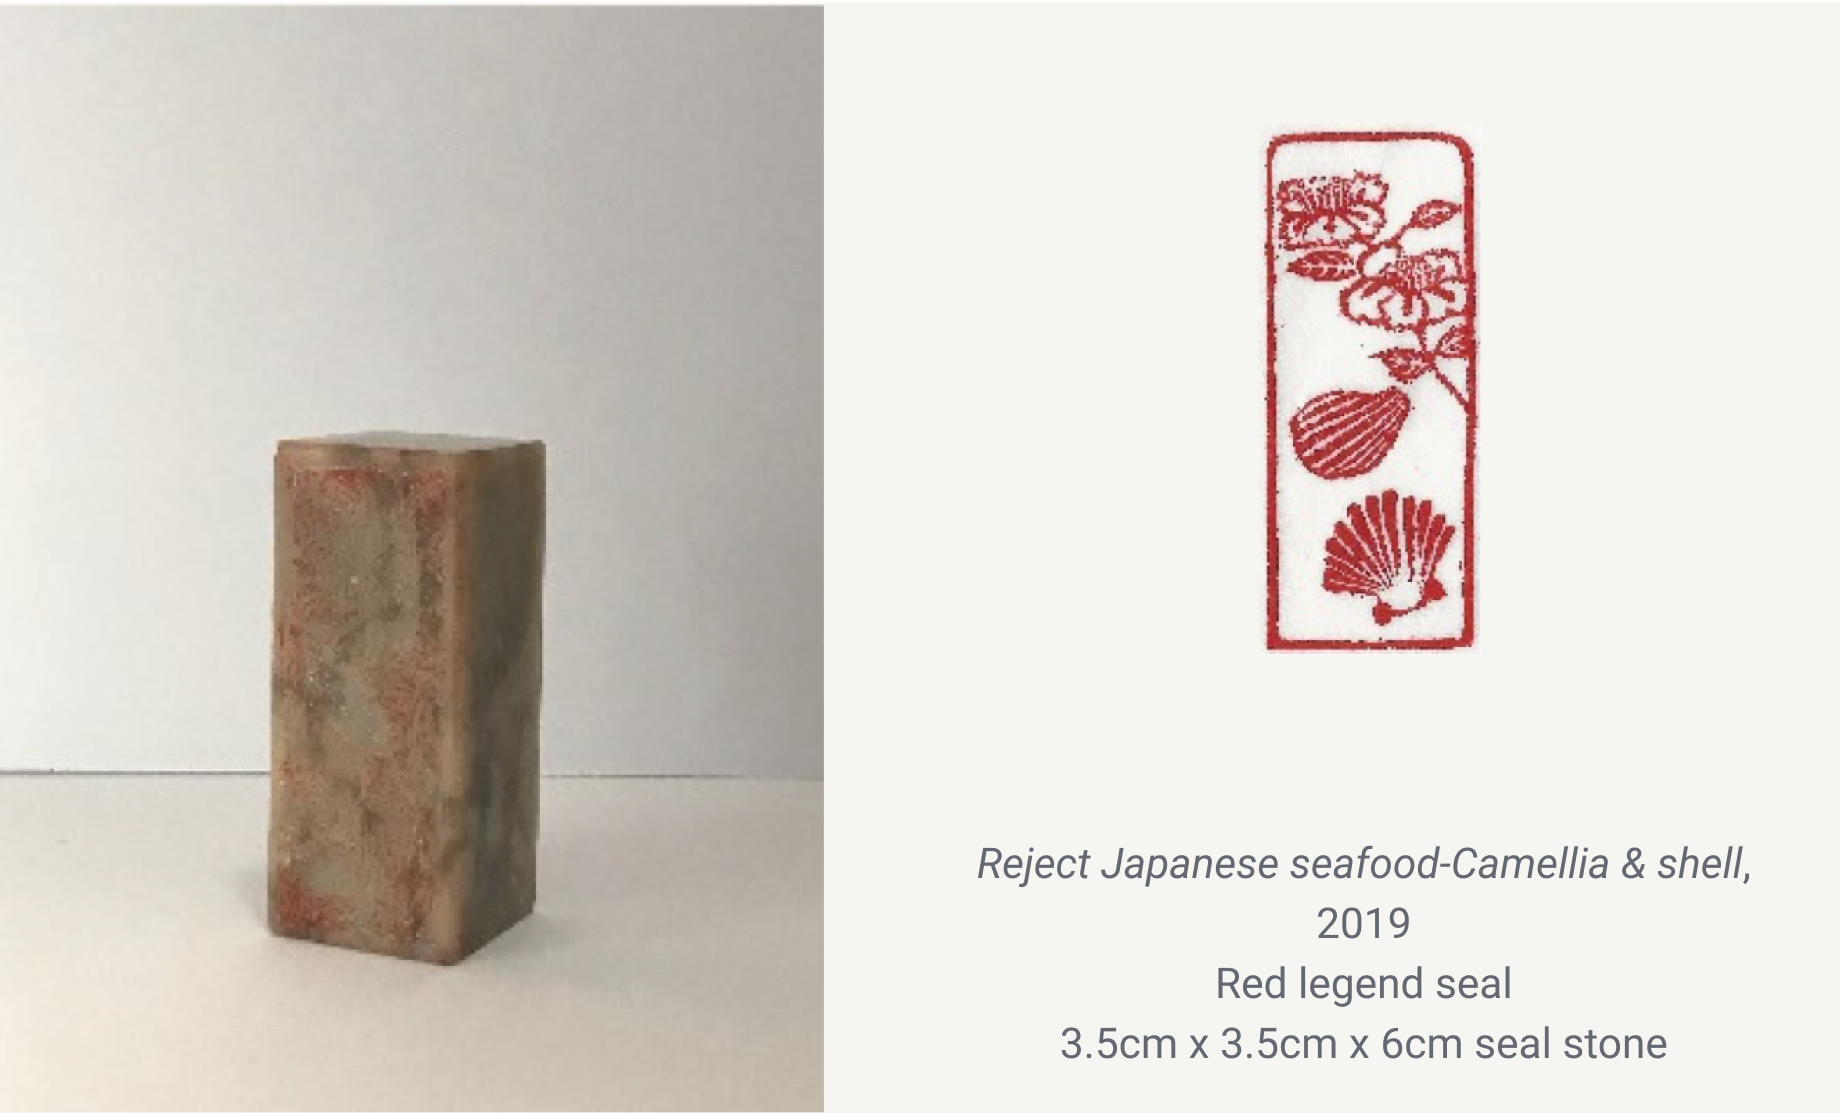 Reject Japanese seafood-Camellia & shell,
2019
Red legend seal
3.5cm x 3.5cm x 6cm seal stone